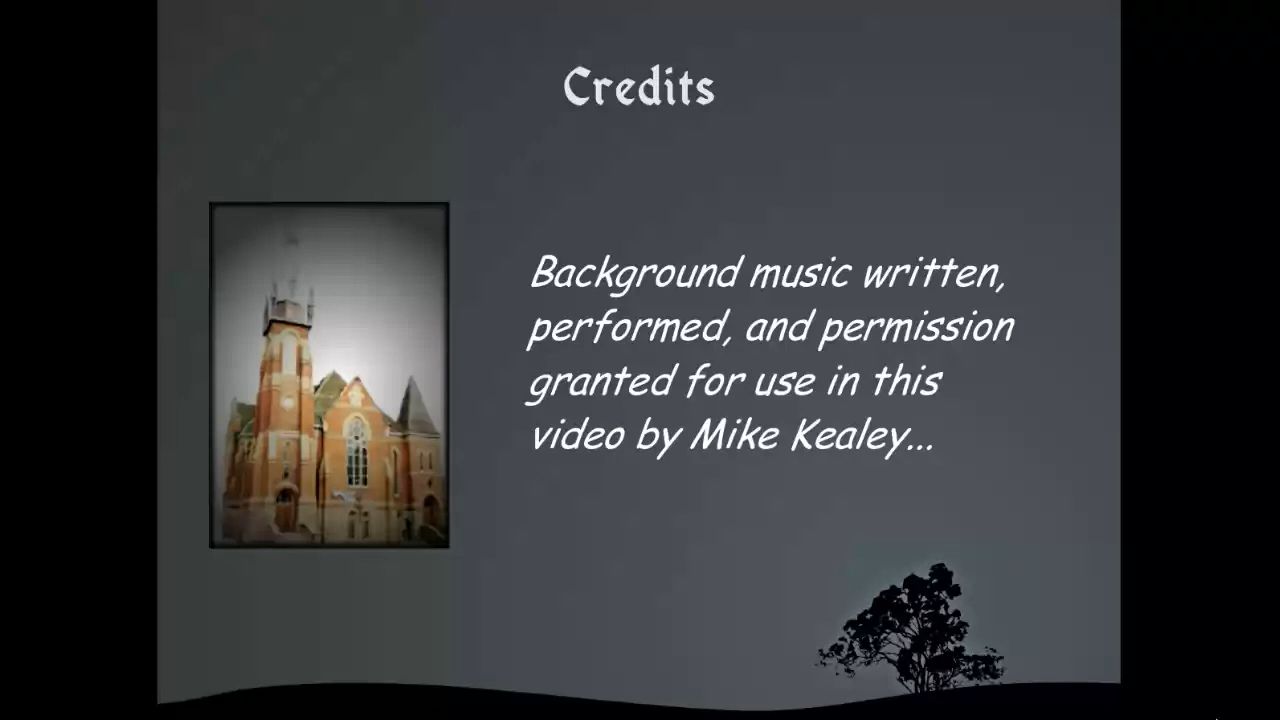 Credits
Background music written,
performed, and permission
granted for use in this
video by Mike Kealey...